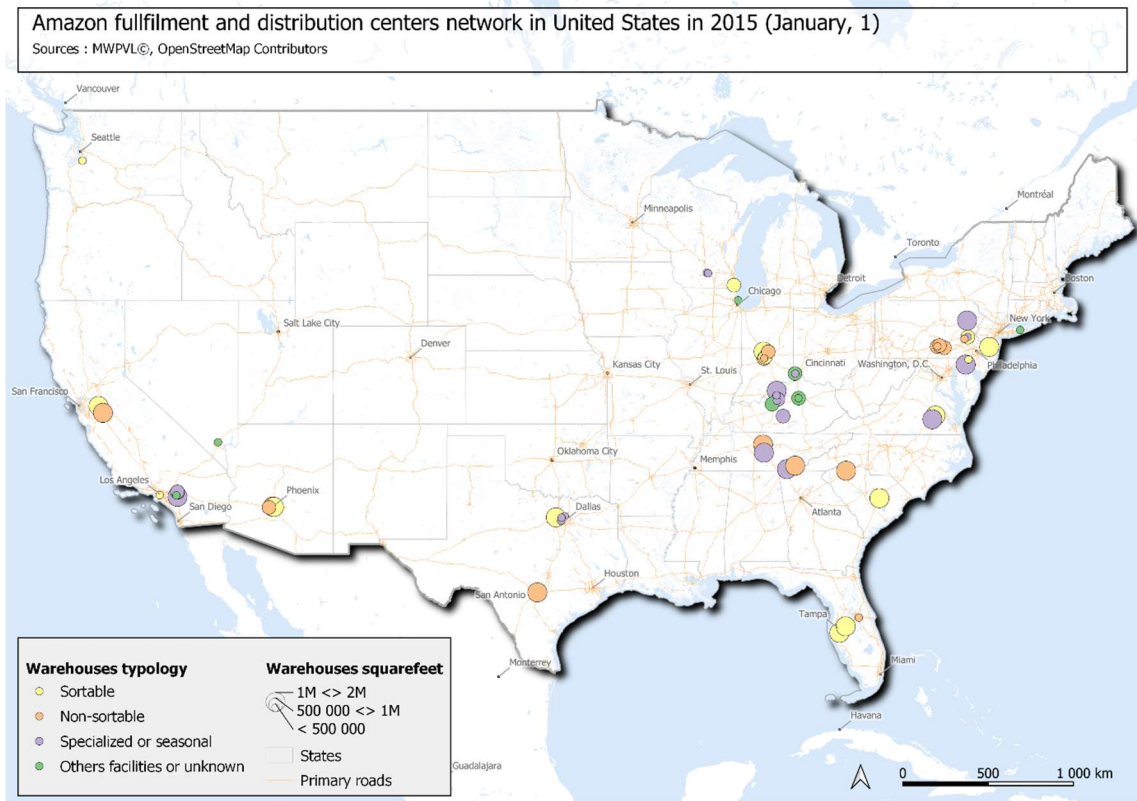 Amazon fullfilment and distribution centers network in United States in 2015 (January, 1)
Sources : MWPVL©, OpenStreetMap Contributors
Vancouver
Seattle
Montréal
Minneapolis
Toronto
Boston
Detroit
Chicago
New York
Salt Lake City
Denver
Cincinnati
Washington, D.C.
Philadelphia
Kansas City
St. Louis
San Francisco
Oklahoma City
Memphis
Los Angeles
Phoenix
San Diego
Dallas
Atlanta
Houston
San Antonio
Tampa
Monterrey
Miami
Havana
Guadalajara
Warehouses typology
Sortable
Non-sortable
Specialized or seasonal
Others facilities or unknown
Warehouses squarefeet
1M <> 2M
500 000 <> 1M
< 500 000
States
Primary roads
0 500 1 000 km